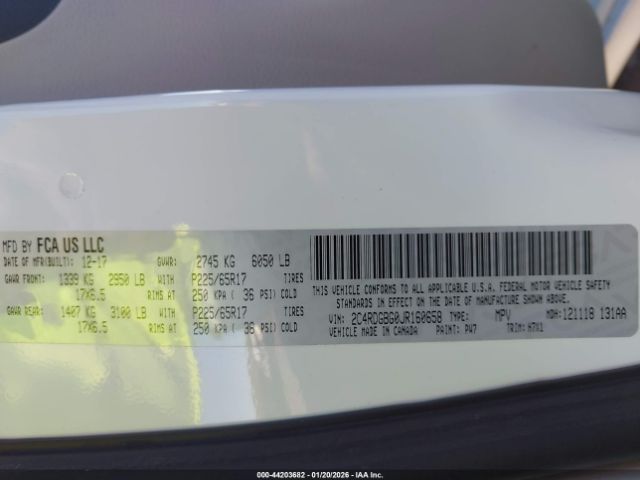 MFD BY FCA US LLC
DATE OF MFR(BUILT): 12-17 GVWR: 2745 KG 6050 LB
GAWR FRONT: 1339 KG 2950 LB WITH P225/65R17 TIRES
17X6.5 RIMS AT 250 KPA ( 36 PSI) COLD
GAWR REAR: 1407 KG 3100 LB WITH P225/65R17 TIRES
17X6.5 RIMS AT 250 KPA ( 36 PSI) COLD
THIS VEHICLE CONFORMS TO ALL APPLICABLE U.S.A. FEDERAL MOTOR VEHICLE SAFETY
STANDARDS IN EFFECT ON THE DATE OF MANUFACTURE SHOWN ABOVE.
VIN: 2C4RDGBG0JR160658 TYPE: MPV MDH: 121118 131AA
VEHICLE MADE IN CANADA PAINT: PW7 TRIM: H7X1
000-44203682 | 01/20/2026 | IAA Inc.